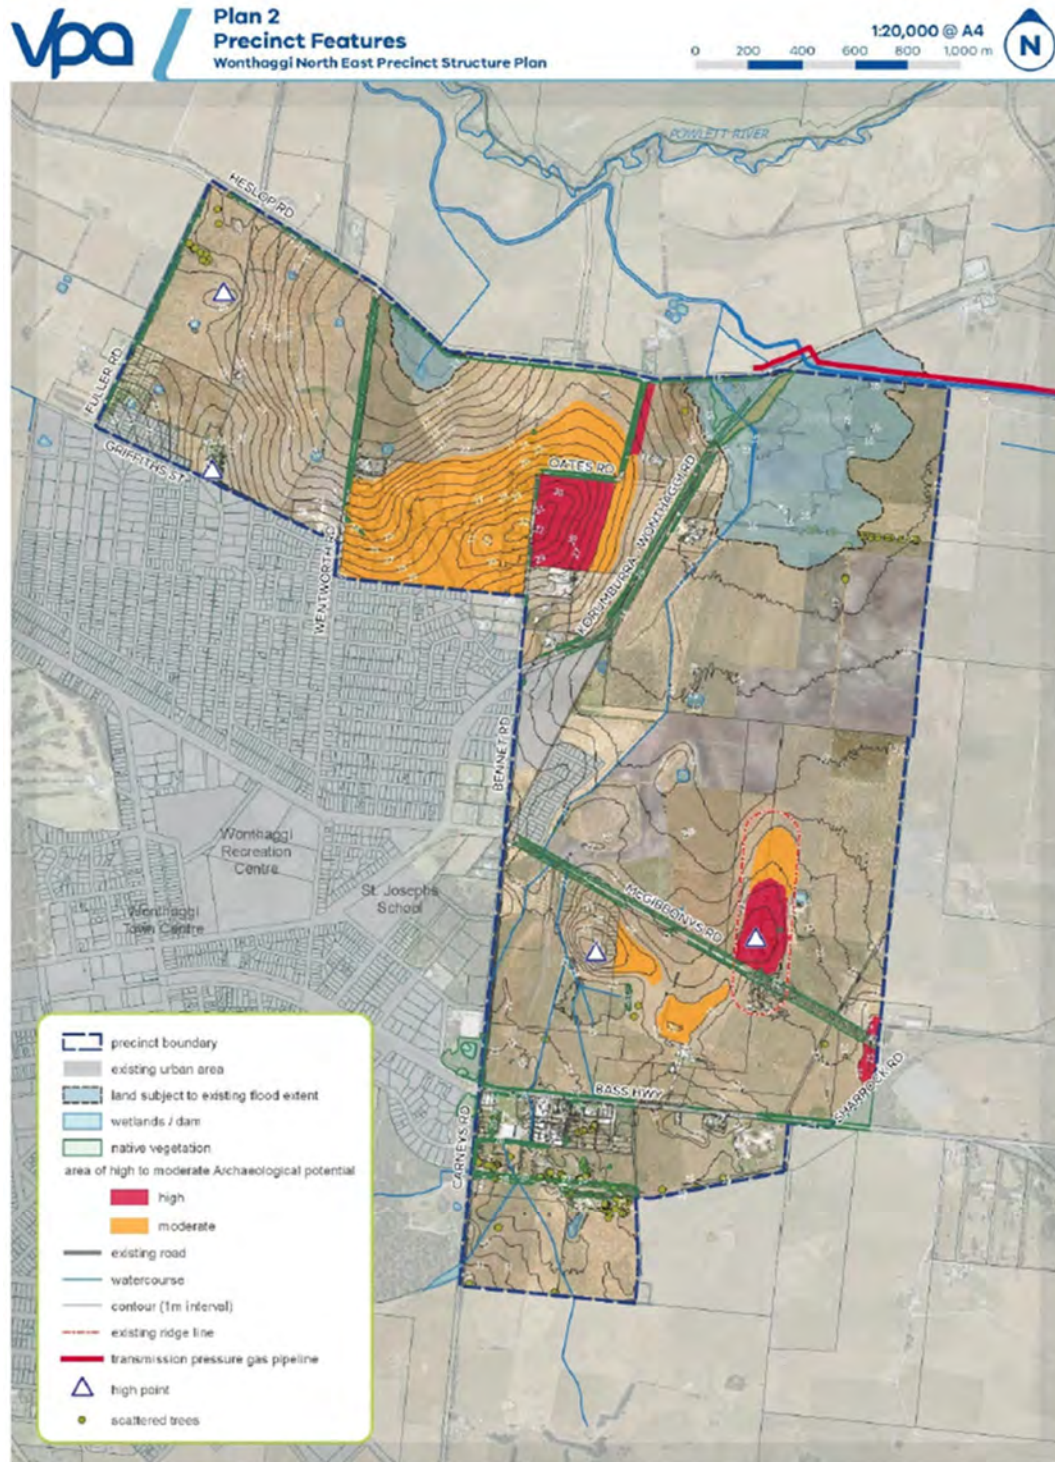 vpa
Plan 2
Precinct Features
Wonthaggi North East Precinct Structure Plan
1:20,000 @ A4
0 200 400 600 800 1,000 m
N
POWLETT RIVER
HESLOP RD
FULLER RD
GRIFFITHS ST
OATES RD
KORUMBURRA -WONTHAGGI RD
WENTWORTH RD
BENNET RD
Wonthaggi
Recreation
Centre
St. Josephs
School
Wonthaggi
Town Centre
McGIBBONYS RD
BASS HWY
SHARROCK RD
CARNEYS RD
precinct boundary
existing urban area
land subject to existing flood extent
wetlands / dam
native vegetation
area of high to moderate Archaeological potential
high
moderate
existing road
watercourse
contour (1m interval)
existing ridge line
transmission pressure gas pipeline
high point
scattered trees